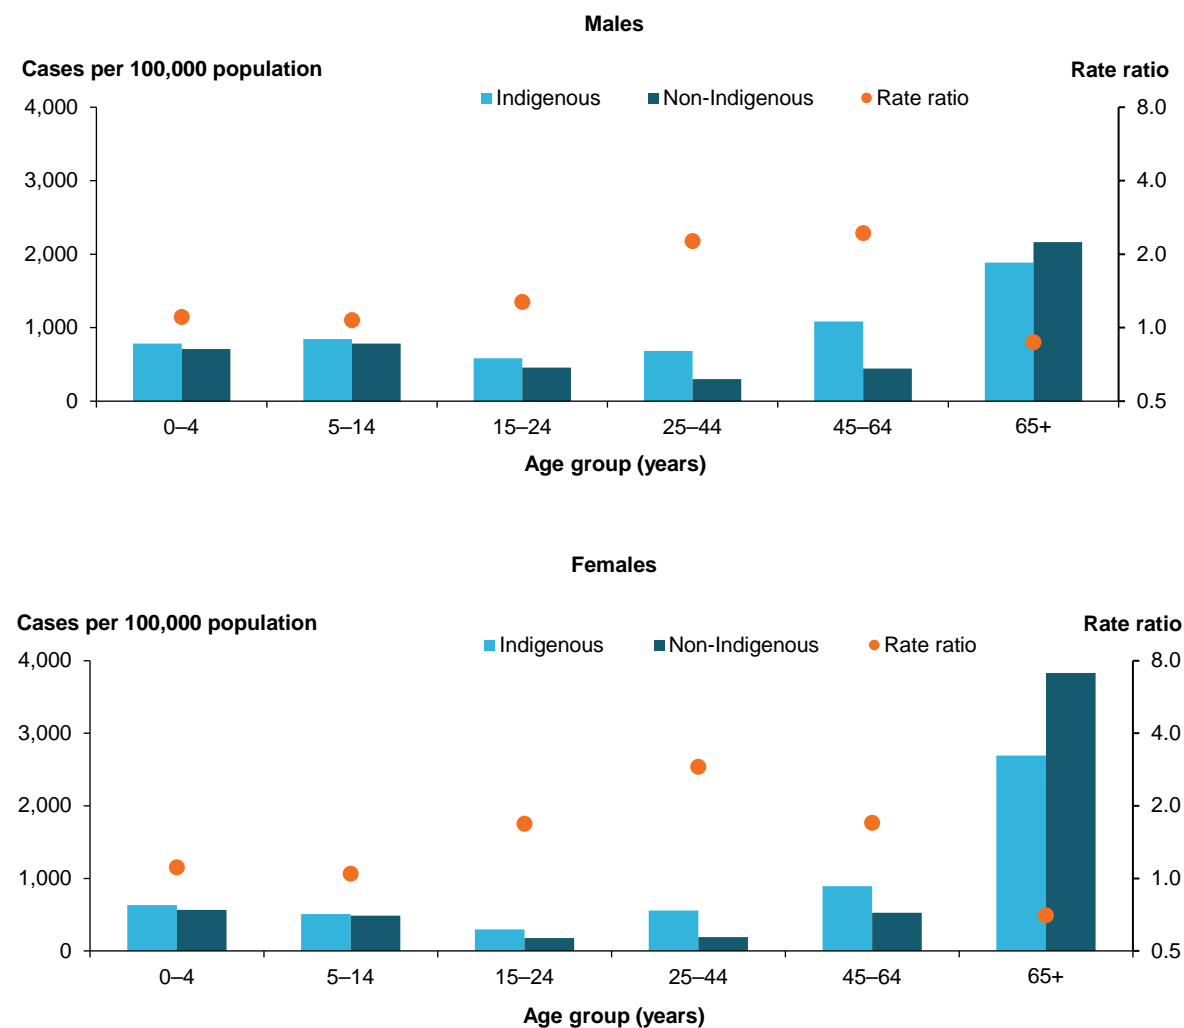 Males
Cases per 100,000 population Rate ratio
Indigenous Non-Indigenous Rate ratio
4,000 8.0
3,000 4.0
2,000 2.0
1,000 1.0
0 0.5
0–4 5–14 15–24 25–44 45–64 65+
Age group (years)
Females
Cases per 100,000 population Rate ratio
Indigenous Non-Indigenous Rate ratio
4,000 8.0
3,000 4.0
2,000 2.0
1,000 1.0
0 0.5
0–4 5–14 15–24 25–44 45–64 65+
Age group (years)